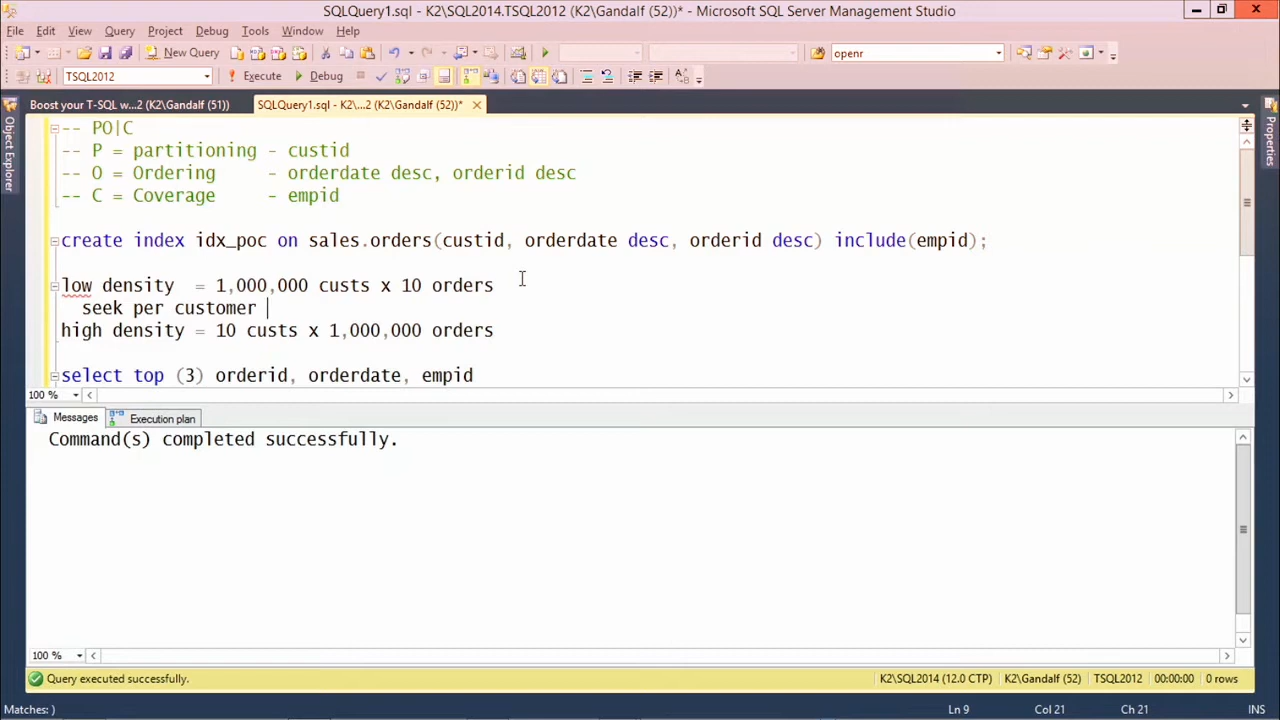 SQLQuery1.sql - K2\SQL2014.TSQL2012 (K2\Gandalf (52))* - Microsoft SQL Server Management Studio
File Edit View Query Project Debug Tools Window Help
New Query openr
TSQL2012 Execute Debug
Boost your T-SQL w...2 (K2\Gandalf (51)) SQLQuery1.sql - K2\...2 (K2\Gandalf (52))*
Object Explorer
Properties
-- PO|C
-- P = partitioning - custid
-- O = Ordering - orderdate desc, orderid desc
-- C = Coverage - empid
create index idx_poc on sales.orders(custid, orderdate desc, orderid desc) include(empid);
low density = 1,000,000 custs x 10 orders
seek per customer
high density = 10 custs x 1,000,000 orders
select top (3) orderid, orderdate, empid
100 %
Messages Execution plan
Command(s) completed successfully.
100 %
Query executed successfully. K2\SQL2014 (12.0 CTP) K2\Gandalf (52) TSQL2012 00:00:00 0 rows
Matches: ) Ln 9 Col 21 Ch 21 INS